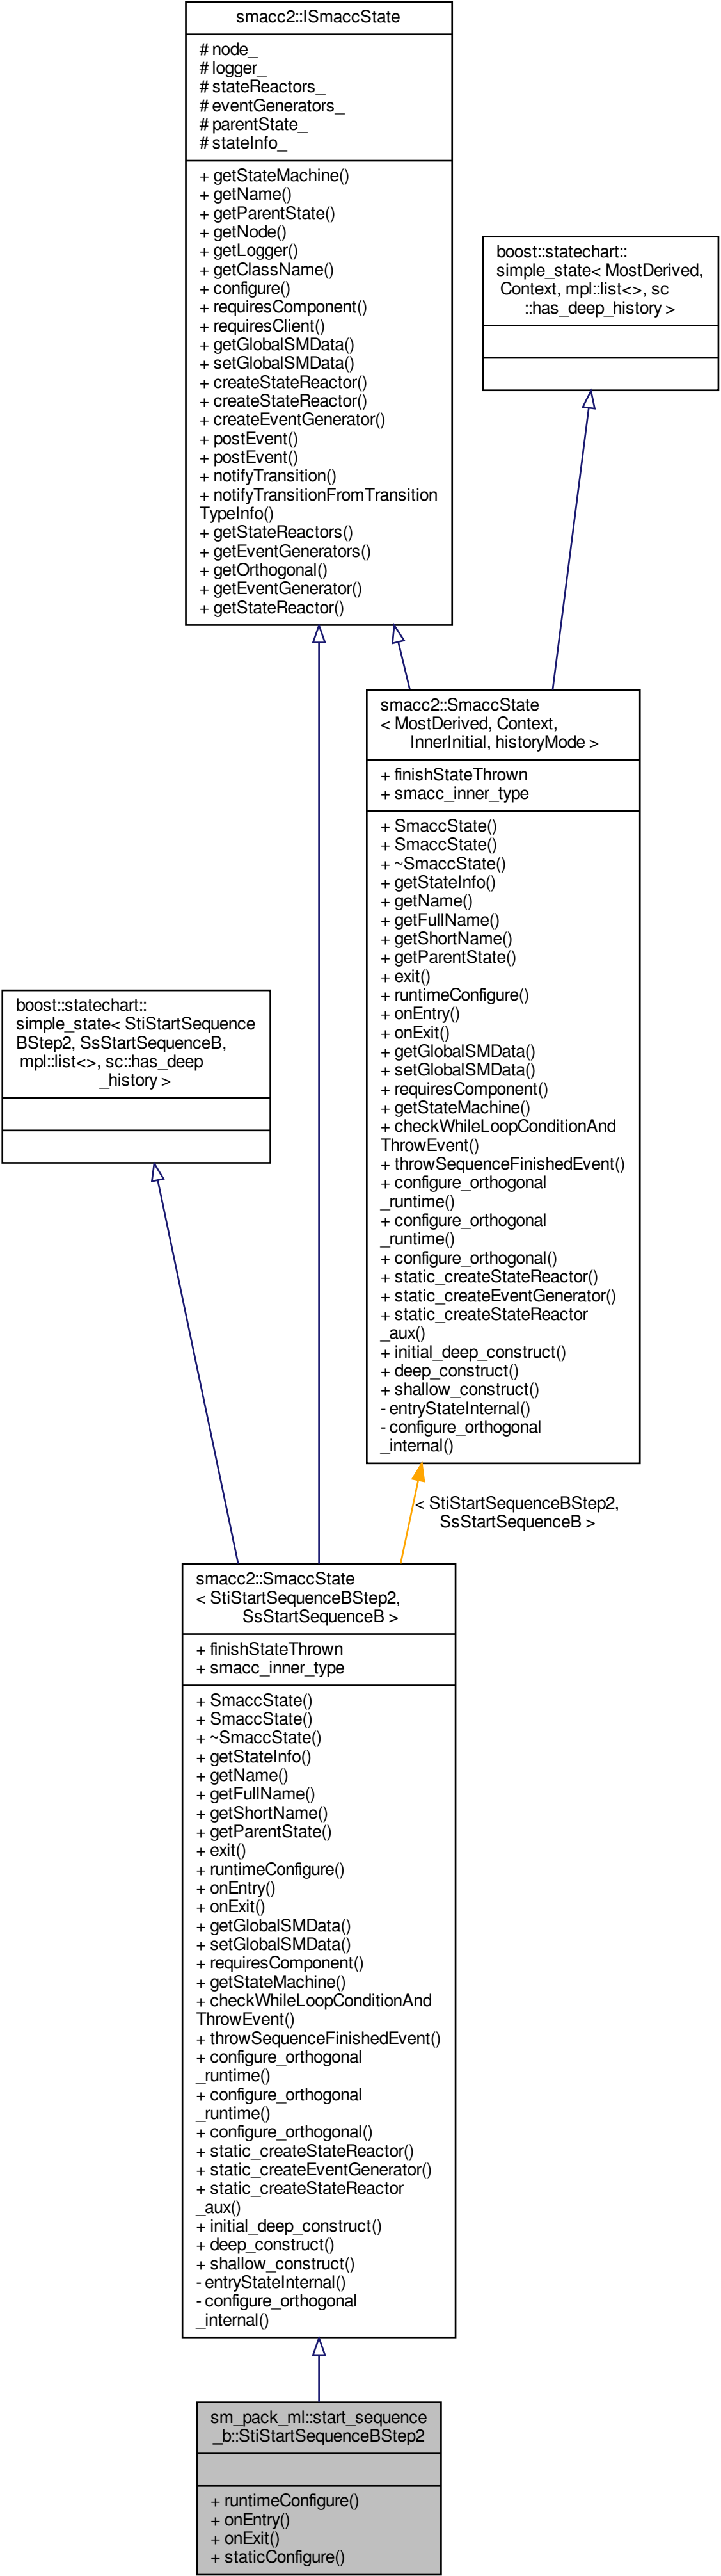 smacc2::ISmaccState
# node_
# logger_
# stateReactors_
# eventGenerators_
# parentState_
# stateInfo_
+ getStateMachine()
+ getName()
+ getParentState()
+ getNode()
+ getLogger()
+ getClassName()
+ configure()
+ requiresComponent()
+ requiresClient()
+ getGlobalSMData()
+ setGlobalSMData()
+ createStateReactor()
+ createStateReactor()
+ createEventGenerator()
+ postEvent()
+ postEvent()
+ notifyTransition()
+ notifyTransitionFromTransition
TypeInfo()
+ getStateReactors()
+ getEventGenerators()
+ getOrthogonal()
+ getEventGenerator()
+ getStateReactor()
boost::statechart::
simple_state< MostDerived,
Context, mpl::list<>, sc
::has_deep_history >
smacc2::SmaccState
< MostDerived, Context,
InnerInitial, historyMode >
+ finishStateThrown
+ smacc_inner_type
+ SmaccState()
+ SmaccState()
+ ~SmaccState()
+ getStateInfo()
+ getName()
+ getFullName()
+ getShortName()
+ getParentState()
+ exit()
+ runtimeConfigure()
+ onEntry()
+ onExit()
+ getGlobalSMData()
+ setGlobalSMData()
+ requiresComponent()
+ getStateMachine()
+ checkWhileLoopConditionAnd
ThrowEvent()
+ throwSequenceFinishedEvent()
+ configure_orthogonal
_runtime()
+ configure_orthogonal
_runtime()
+ configure_orthogonal()
+ static_createStateReactor()
+ static_createEventGenerator()
+ static_createStateReactor
_aux()
+ initial_deep_construct()
+ deep_construct()
+ shallow_construct()
- entryStateInternal()
- configure_orthogonal
_internal()
boost::statechart::
simple_state< StiStartSequence
BStep2, SsStartSequenceB,
mpl::list<>, sc::has_deep
_history >
< StiStartSequenceBStep2,
SsStartSequenceB >
smacc2::SmaccState
< StiStartSequenceBStep2,
SsStartSequenceB >
+ finishStateThrown
+ smacc_inner_type
+ SmaccState()
+ SmaccState()
+ ~SmaccState()
+ getStateInfo()
+ getName()
+ getFullName()
+ getShortName()
+ getParentState()
+ exit()
+ runtimeConfigure()
+ onEntry()
+ onExit()
+ getGlobalSMData()
+ setGlobalSMData()
+ requiresComponent()
+ getStateMachine()
+ checkWhileLoopConditionAnd
ThrowEvent()
+ throwSequenceFinishedEvent()
+ configure_orthogonal
_runtime()
+ configure_orthogonal
_runtime()
+ configure_orthogonal()
+ static_createStateReactor()
+ static_createEventGenerator()
+ static_createStateReactor
_aux()
+ initial_deep_construct()
+ deep_construct()
+ shallow_construct()
- entryStateInternal()
- configure_orthogonal
_internal()
sm_pack_ml::start_sequence
_b::StiStartSequenceBStep2
+ runtimeConfigure()
+ onEntry()
+ onExit()
+ staticConfigure()